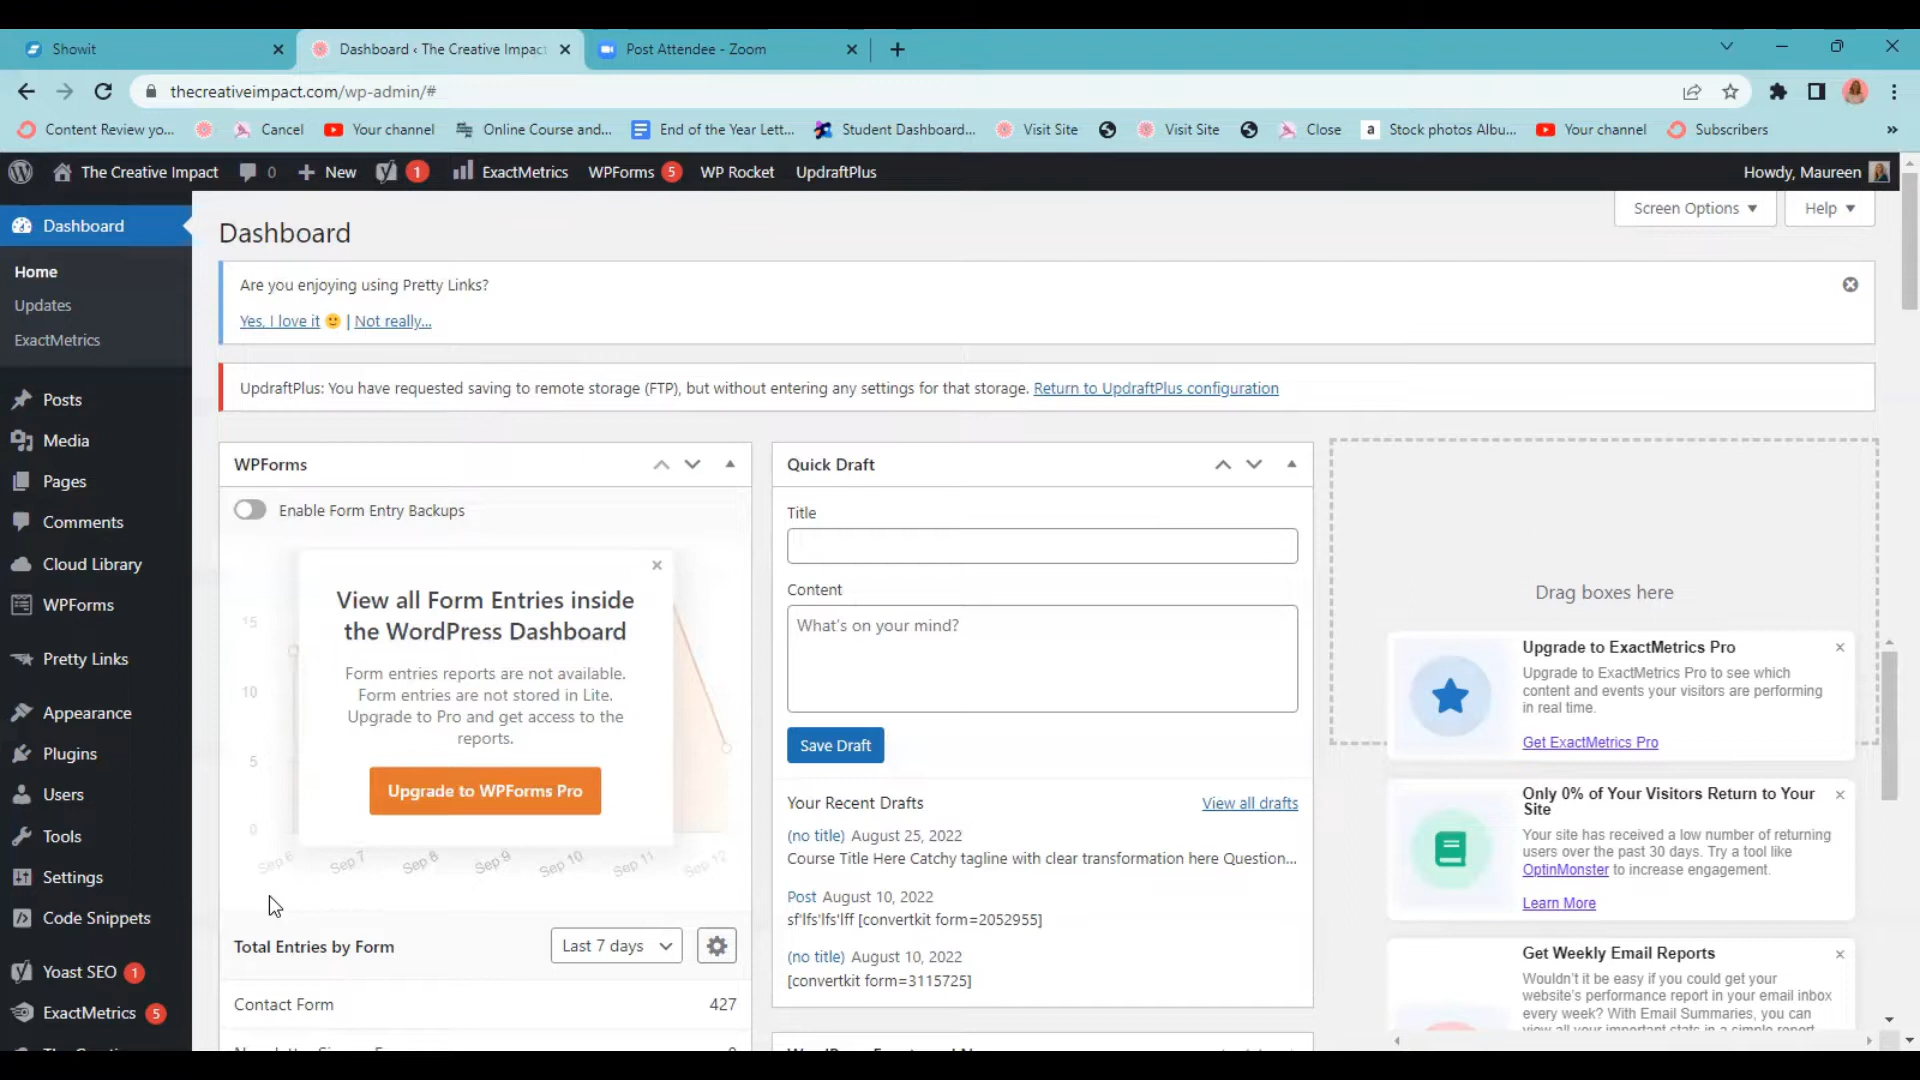 Showit
Dashboard ‹ The Creative Impact
Post Attendee - Zoom
thecreativeimpact.com/wp-admin/#
Content Review yo...
Cancel
Your channel
Online Course and...
End of the Year Lett...
Student Dashboard...
Visit Site
Visit Site
Close
Stock photos Albu...
Your channel
Subscribers
The Creative Impact
0
New
1
ExactMetrics
WPForms 5
WP Rocket
UpdraftPlus
Howdy, Maureen
Dashboard
Home
Updates
ExactMetrics
Posts
Media
Pages
Comments
Cloud Library
WPForms
Pretty Links
Appearance
Plugins
Users
Tools
Settings
Code Snippets
Yoast SEO 1
ExactMetrics 5
Screen Options
Help
Dashboard
Are you enjoying using Pretty Links?
Yes, I love it 🙂 | Not really...
UpdraftPlus: You have requested saving to remote storage (FTP), but without entering any settings for that storage. Return to UpdraftPlus configuration
WPForms
Enable Form Entry Backups
View all Form Entries inside
the WordPress Dashboard
Form entries reports are not available.
Form entries are not stored in Lite.
Upgrade to Pro and get access to the
reports.
Upgrade to WPForms Pro
15
10
5
0
Sep 6
Sep 7
Sep 8
Sep 9
Sep 10
Sep 11
Sep 12
Total Entries by Form
Last 7 days
Contact Form
427
Quick Draft
Title
Content
What's on your mind?
Save Draft
Your Recent Drafts
View all drafts
(no title) August 25, 2022
Course Title Here Catchy tagline with clear transformation here Question...
Post August 10, 2022
sf'lfs'lfs'lff [convertkit form=2052955]
(no title) August 10, 2022
[convertkit form=3115725]
Drag boxes here
Upgrade to ExactMetrics Pro
Upgrade to ExactMetrics Pro to see which
content and events your visitors are performing
in real time.
Get ExactMetrics Pro
Only 0% of Your Visitors Return to Your
Site
Your site has received a low number of returning
users over the past 30 days. Try a tool like
OptinMonster to increase engagement.
Learn More
Get Weekly Email Reports
Wouldn't it be easy if you could get your
website's performance report in your email inbox
every week? With Email Summaries, you can
view all your important stats in a simple report